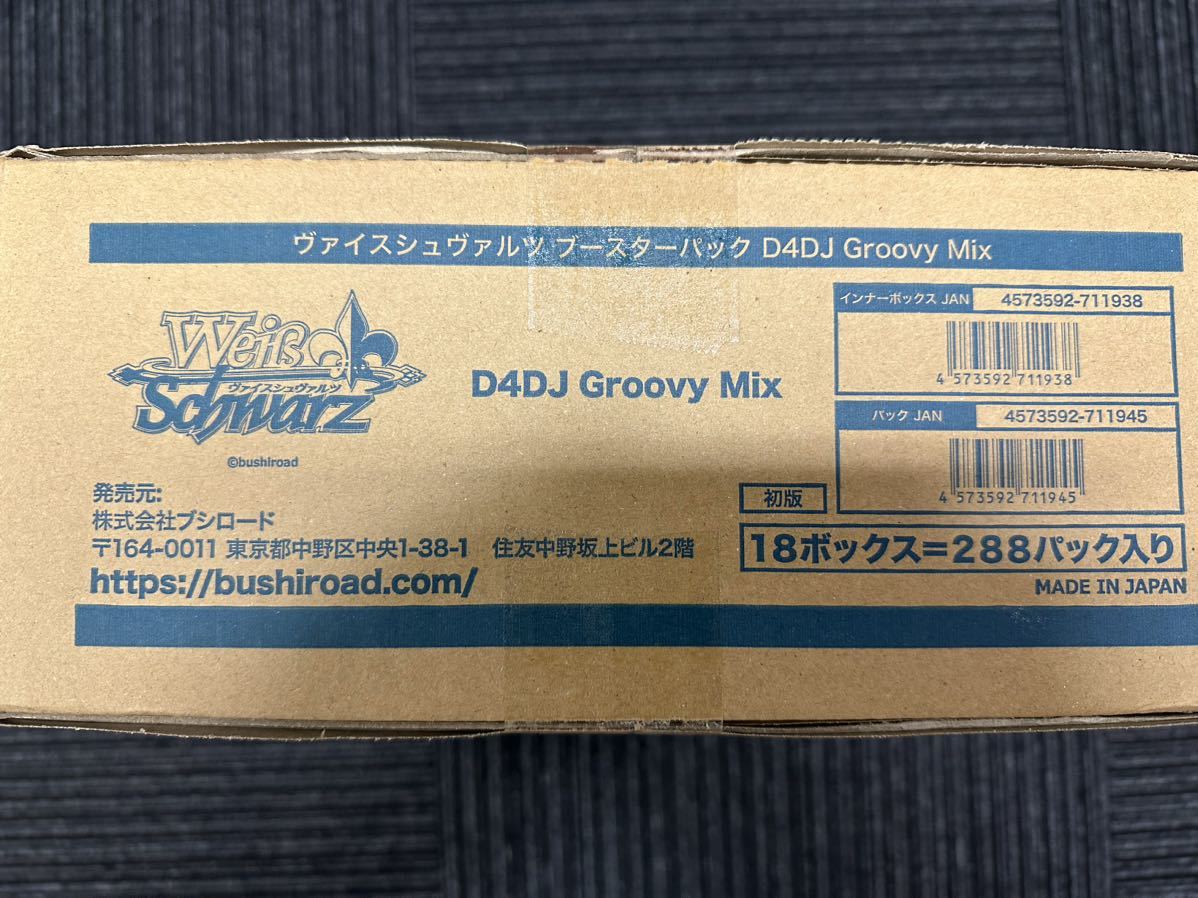 ヴァイスシュヴァルツ ブースターパック D4DJ Groovy Mix
Weiß
ヴァイスシュヴァルツ
Schwarz
©bushiroad
D4DJ Groovy Mix
インナーボックス JAN 4573592-711938
4 573592 711938
パック JAN 4573592-711945
4 573592 711945
発売元:
株式会社ブシロード
〒164-0011 東京都中野区中央1-38-1 住友中野坂上ビル2階
https://bushiroad.com/
初版
18ボックス=288パック入り
MADE IN JAPAN